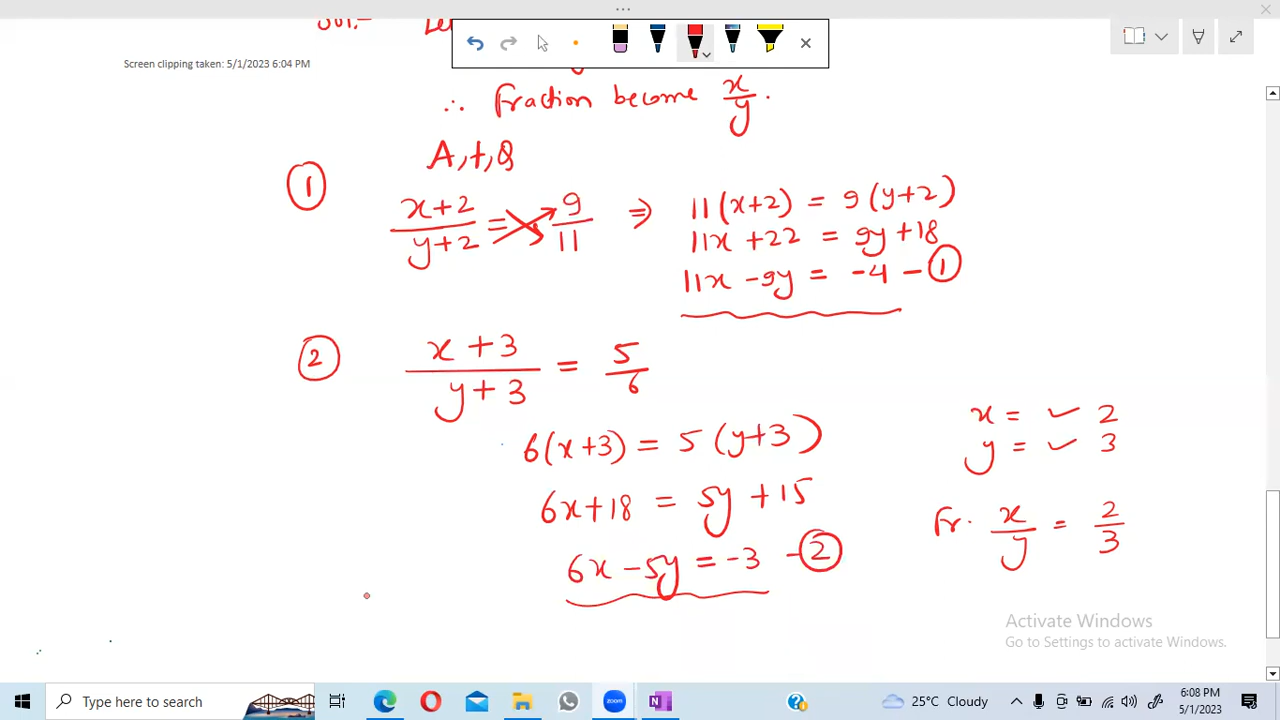 Screen clipping taken: 5/1/2023 6:04 PM
∴ Fraction become x/y.
A,t,Q
① (x+2)/(y+2) = 9/11 ⇒ 11(x+2) = 9(y+2)
11x +22 = 9y +18
11x -9y = -4 - ①
② (x+3)/(y+3) = 5/6
6(x+3) = 5(y+3)
6x+18 = 5y +15
6x -5y = -3 - ②
x = ✓ 2
y = ✓ 3
Fr. x/y = 2/3
Activate Windows
Go to Settings to activate Windows.
Type here to search
zoom
25°C Cloudy
6:08 PM
5/1/2023